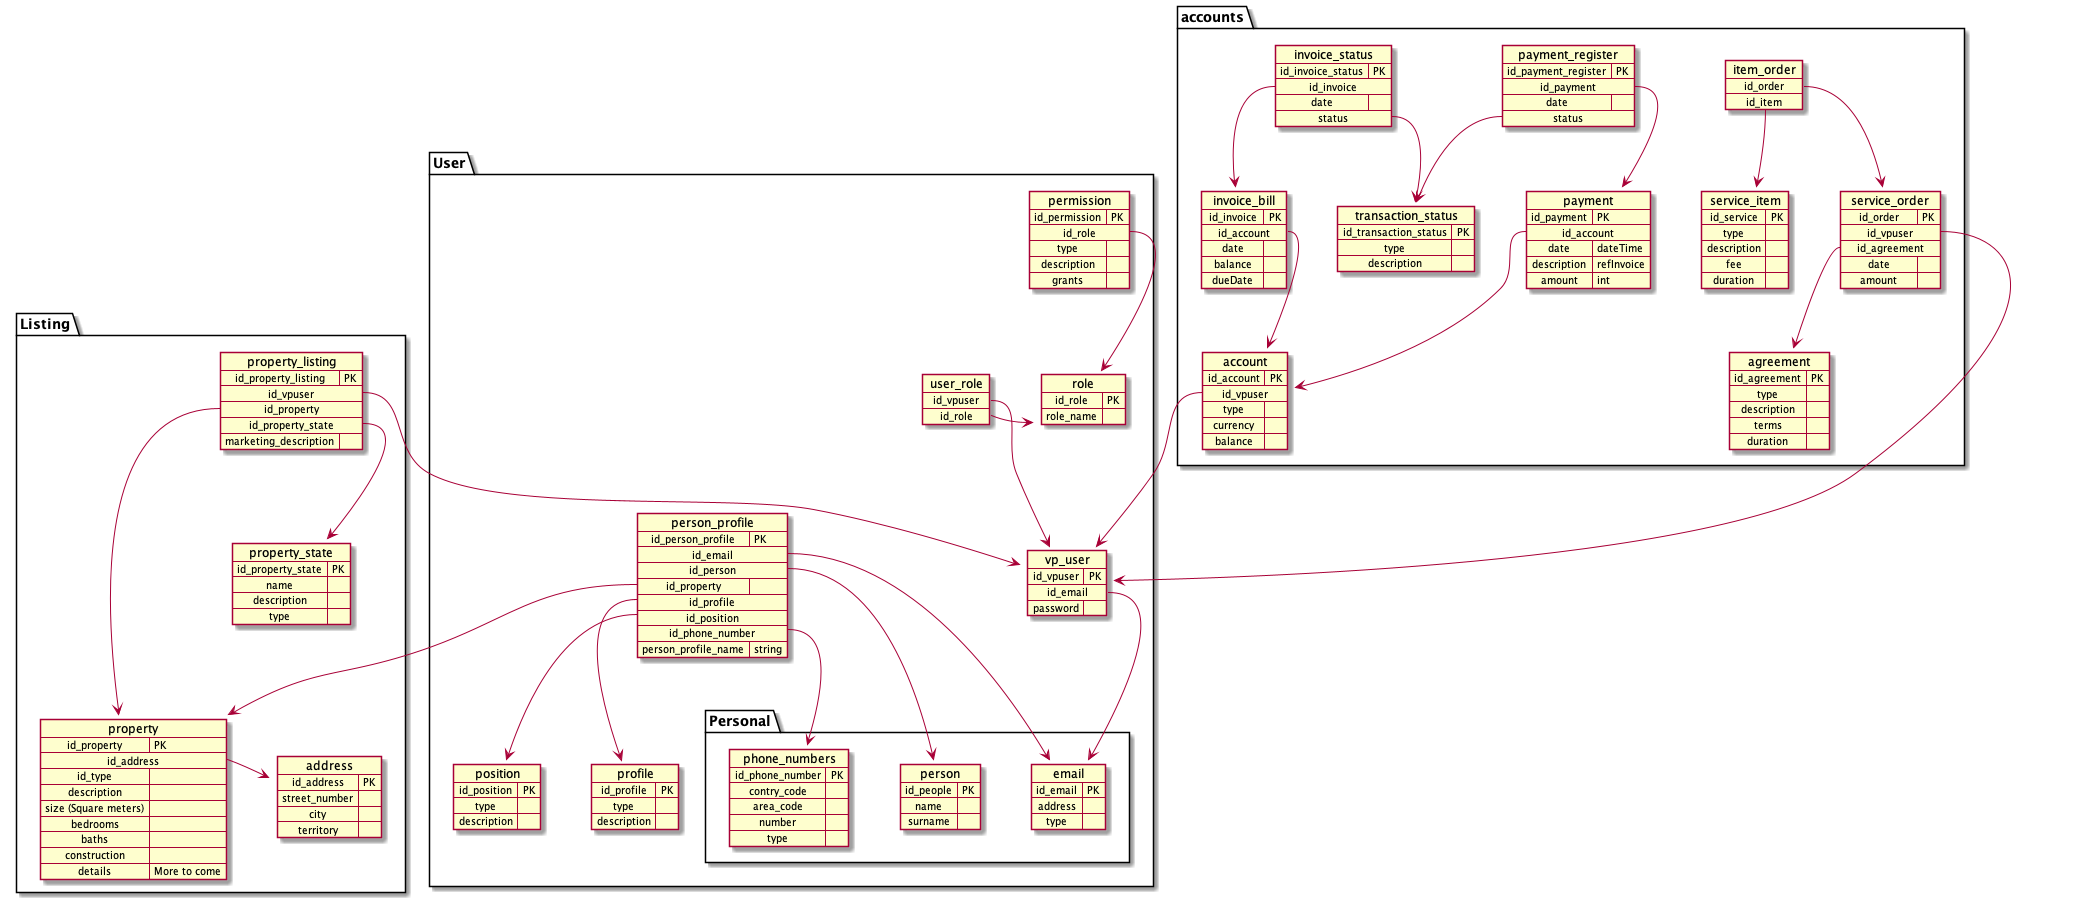 accounts
invoice_status
id_invoice_status PK
id_invoice
date
status
payment_register
id_payment_register PK
id_payment
date
status
item_order
id_order
id_item
invoice_bill
id_invoice PK
id_account
date
balance
dueDate
transaction_status
id_transaction_status PK
type
description
payment
id_payment PK
id_account
date dateTime
description refInvoice
amount int
service_item
id_service PK
type
description
fee
duration
service_order
id_order PK
id_vpuser
id_agreement
date
amount
account
id_account PK
id_vpuser
type
currency
balance
agreement
id_agreement PK
type
description
terms
duration
User
permission
id_permission PK
id_role
type
description
grants
user_role
id_vpuser
id_role
role
id_role PK
role_name
person_profile
id_person_profile PK
id_email
id_person
id_property
id_profile
id_position
id_phone_number
person_profile_name string
vp_user
id_vpuser PK
id_email
password
position
id_position PK
type
description
profile
id_profile PK
type
description
Personal
phone_numbers
id_phone_number PK
contry_code
area_code
number
type
person
id_people PK
name
surname
email
id_email PK
address
type
Listing
property_listing
id_property_listing PK
id_vpuser
id_property
id_property_state
marketing_description
property_state
id_property_state PK
name
description
type
property
id_property PK
id_address
id_type
description
size (Square meters)
bedrooms
baths
construction
details More to come
address
id_address PK
street_number
city
territory